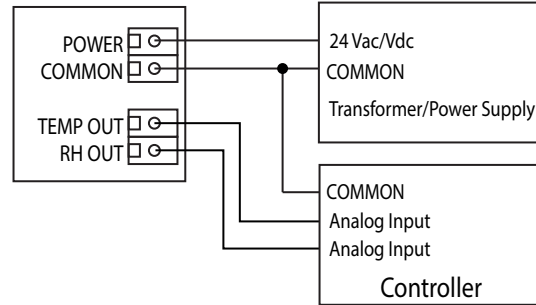 POWER
COMMON
TEMP OUT
RH OUT
24 Vac/Vdc
COMMON
Transformer/Power Supply
COMMON
Analog Input
Analog Input
Controller